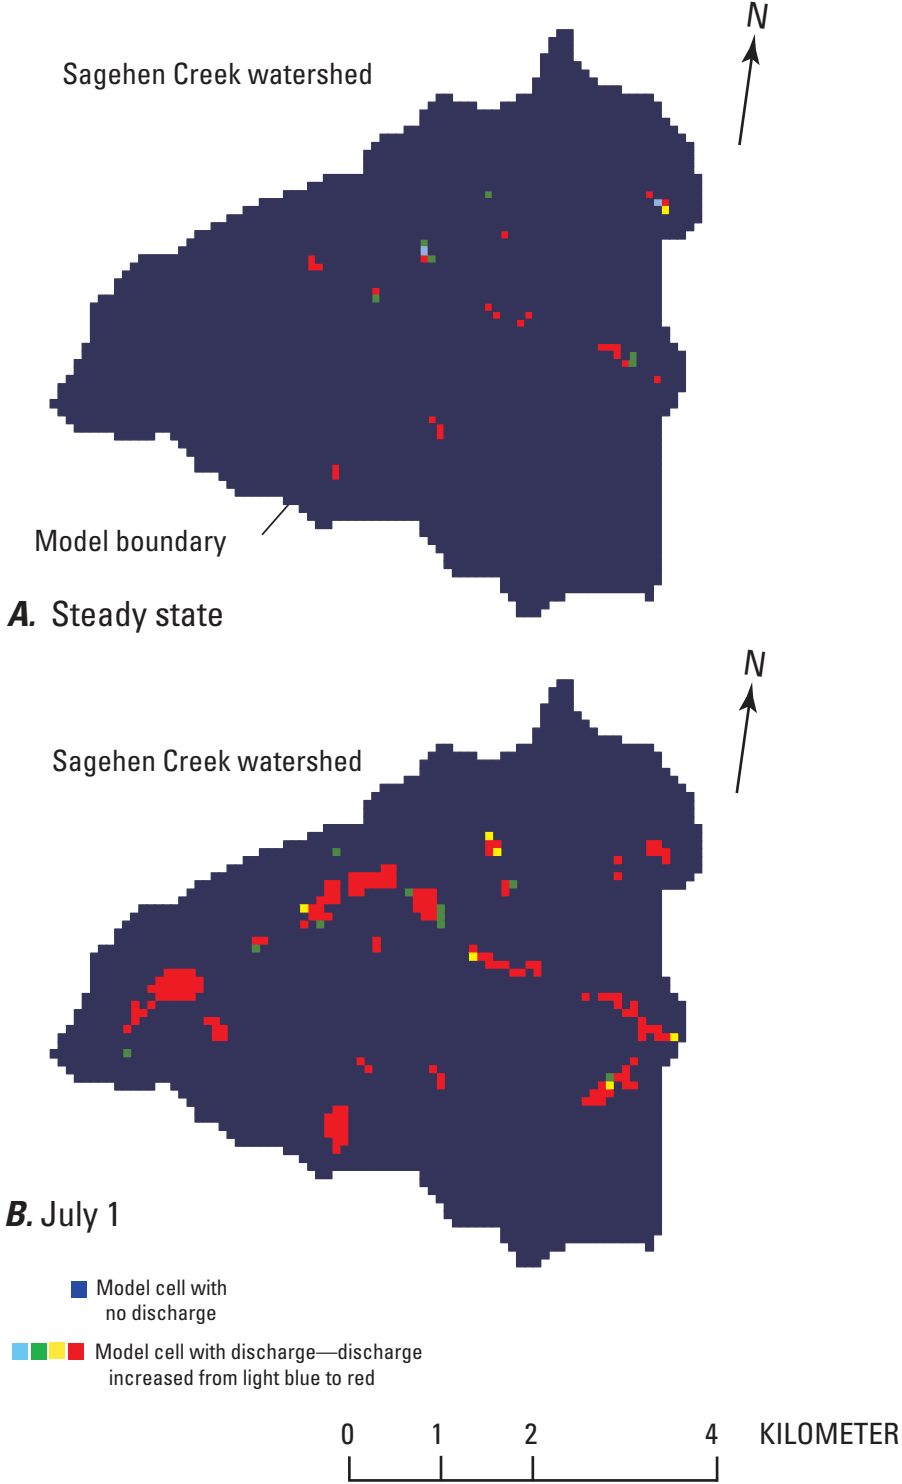 N
Sagehen Creek watershed
Model boundary
A. Steady state
N
Sagehen Creek watershed
B. July 1
Model cell with
no discharge
Model cell with discharge—discharge
increased from light blue to red
0 1 2 4 KILOMETER